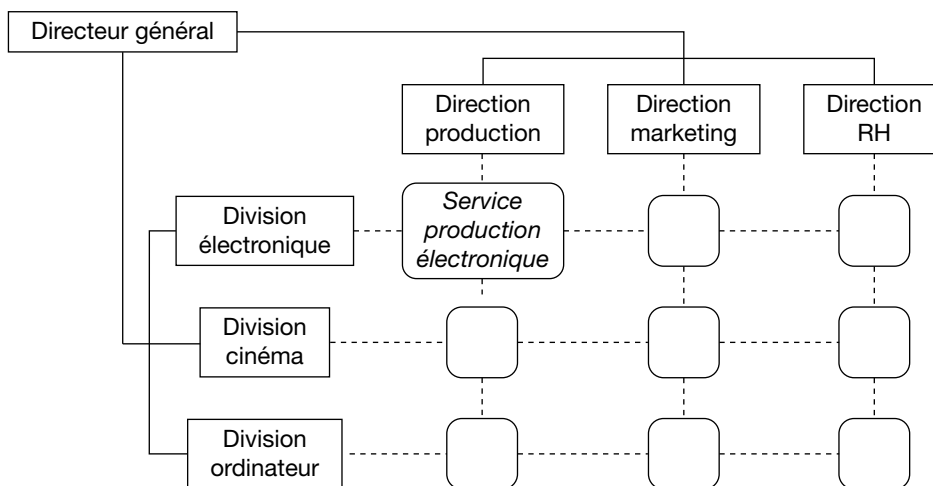 Directeur général
Direction
production
Direction
marketing
Direction
RH
Division
électronique
Service
production
électronique
Division
cinéma
Division
ordinateur